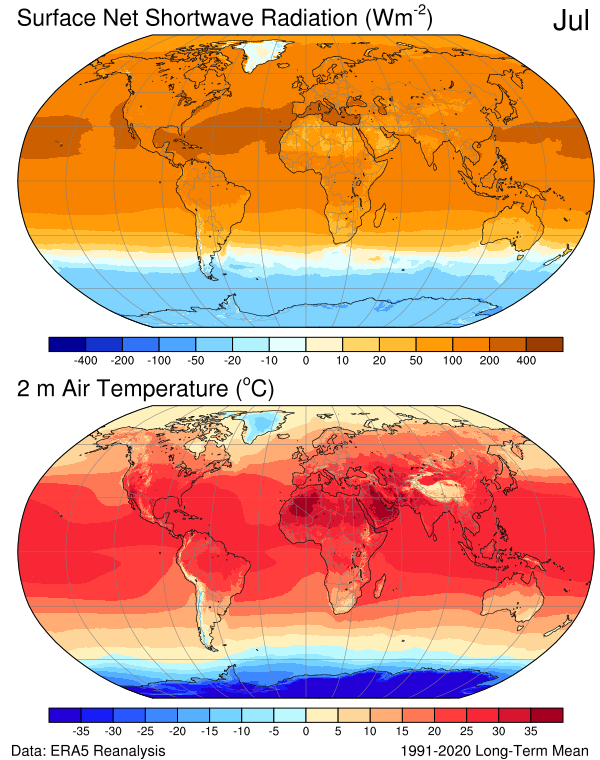 Surface Net Shortwave Radiation (Wm-2)
Jul
-400 -200 -100 -50 -20 -10 0 10 20 50 100 200 400
2 m Air Temperature (oC)
-35 -30 -25 -20 -15 -10 -5 0 5 10 15 20 25 30 35
Data: ERA5 Reanalysis
1991-2020 Long-Term Mean